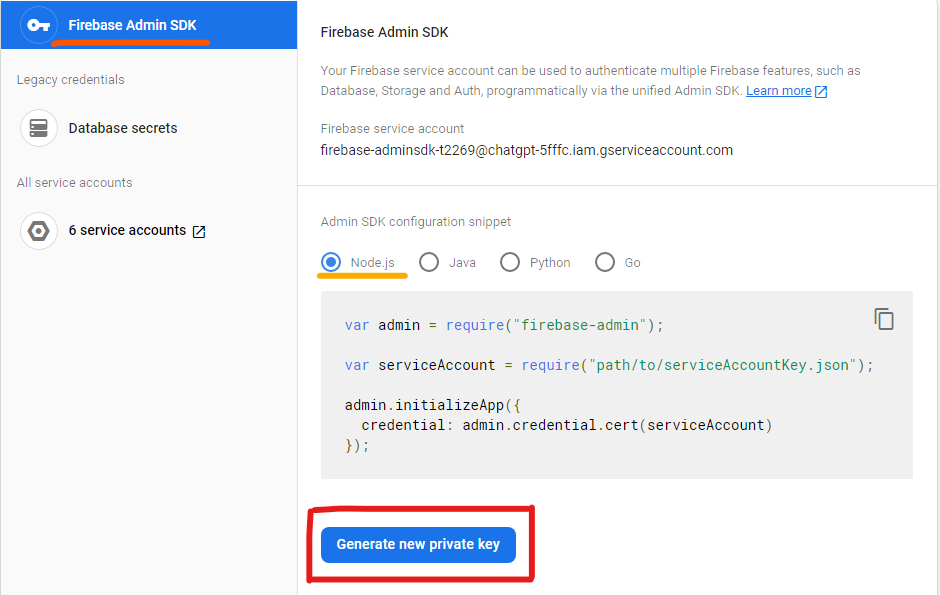 Firebase Admin SDK
Legacy credentials
Database secrets
All service accounts
6 service accounts
Firebase Admin SDK
Your Firebase service account can be used to authenticate multiple Firebase features, such as
Database, Storage and Auth, programmatically via the unified Admin SDK. Learn more
Firebase service account
firebase-adminsdk-t2269@chatgpt-5fffc.iam.gserviceaccount.com
Admin SDK configuration snippet
Node.js Java Python Go
var admin = require("firebase-admin");
var serviceAccount = require("path/to/serviceAccountKey.json");
admin.initializeApp({
  credential: admin.credential.cert(serviceAccount)
});
Generate new private key